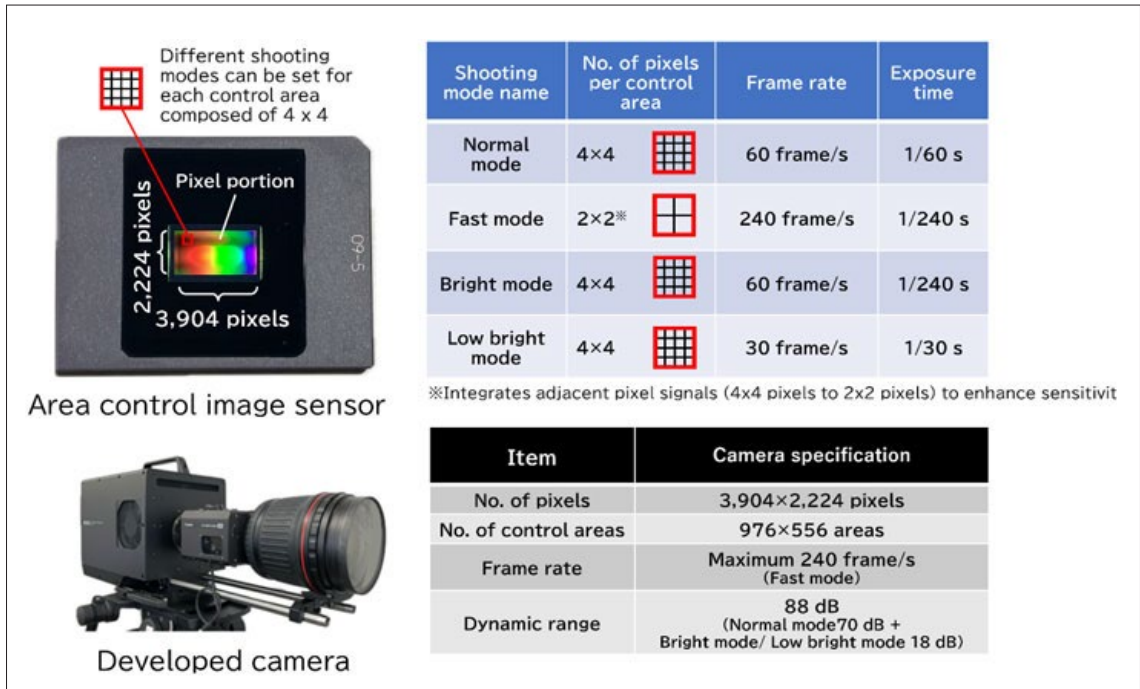 Different shooting
modes can be set for
each control area
composed of 4 x 4
Pixel portion
2,224 pixels
3,904 pixels
09-5
Area control image sensor
Developed camera
Shooting mode name
No. of pixels per control area
Frame rate
Exposure time
Normal mode
4×4
60 frame/s
1/60 s
Fast mode
2×2※
240 frame/s
1/240 s
Bright mode
4×4
60 frame/s
1/240 s
Low bright mode
4×4
30 frame/s
1/30 s
※Integrates adjacent pixel signals (4x4 pixels to 2x2 pixels) to enhance sensitivit
Item
Camera specification
No. of pixels
3,904×2,224 pixels
No. of control areas
976×556 areas
Frame rate
Maximum 240 frame/s
(Fast mode)
Dynamic range
88 dB
(Normal mode70 dB +
Bright mode/ Low bright mode 18 dB)